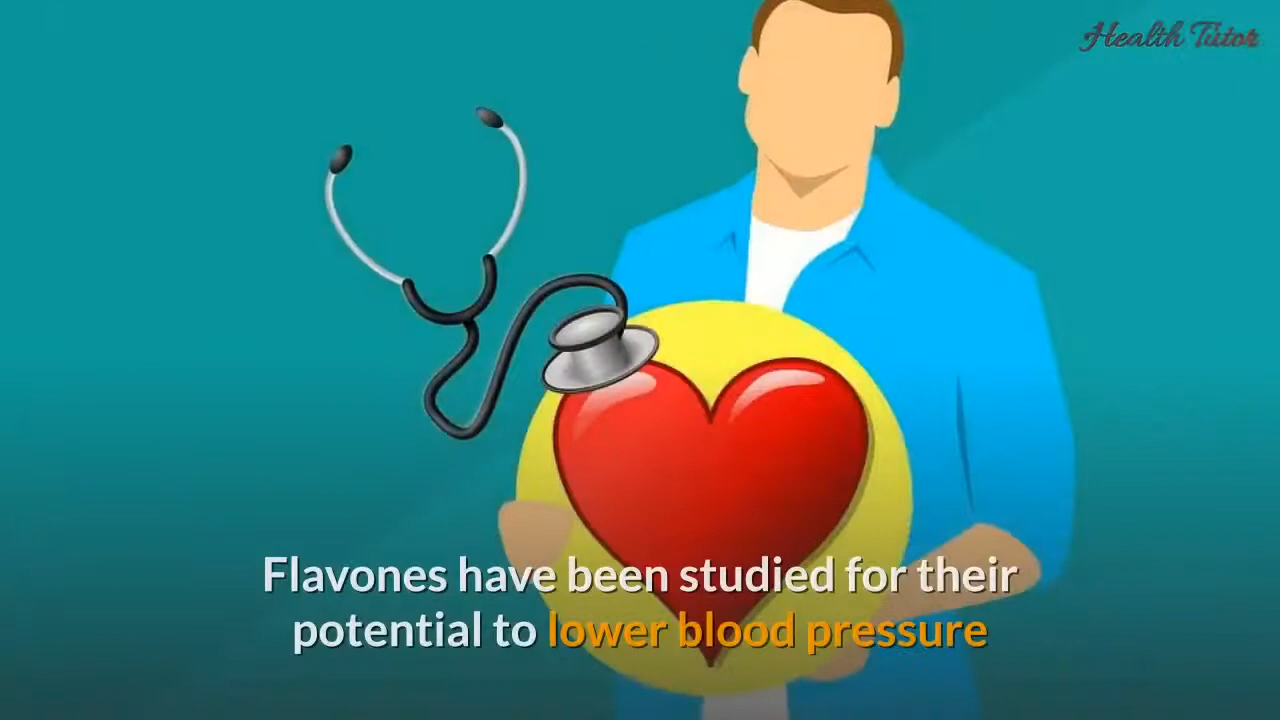 Health Tutor
Flavones have been studied for their
potential to lower blood pressure